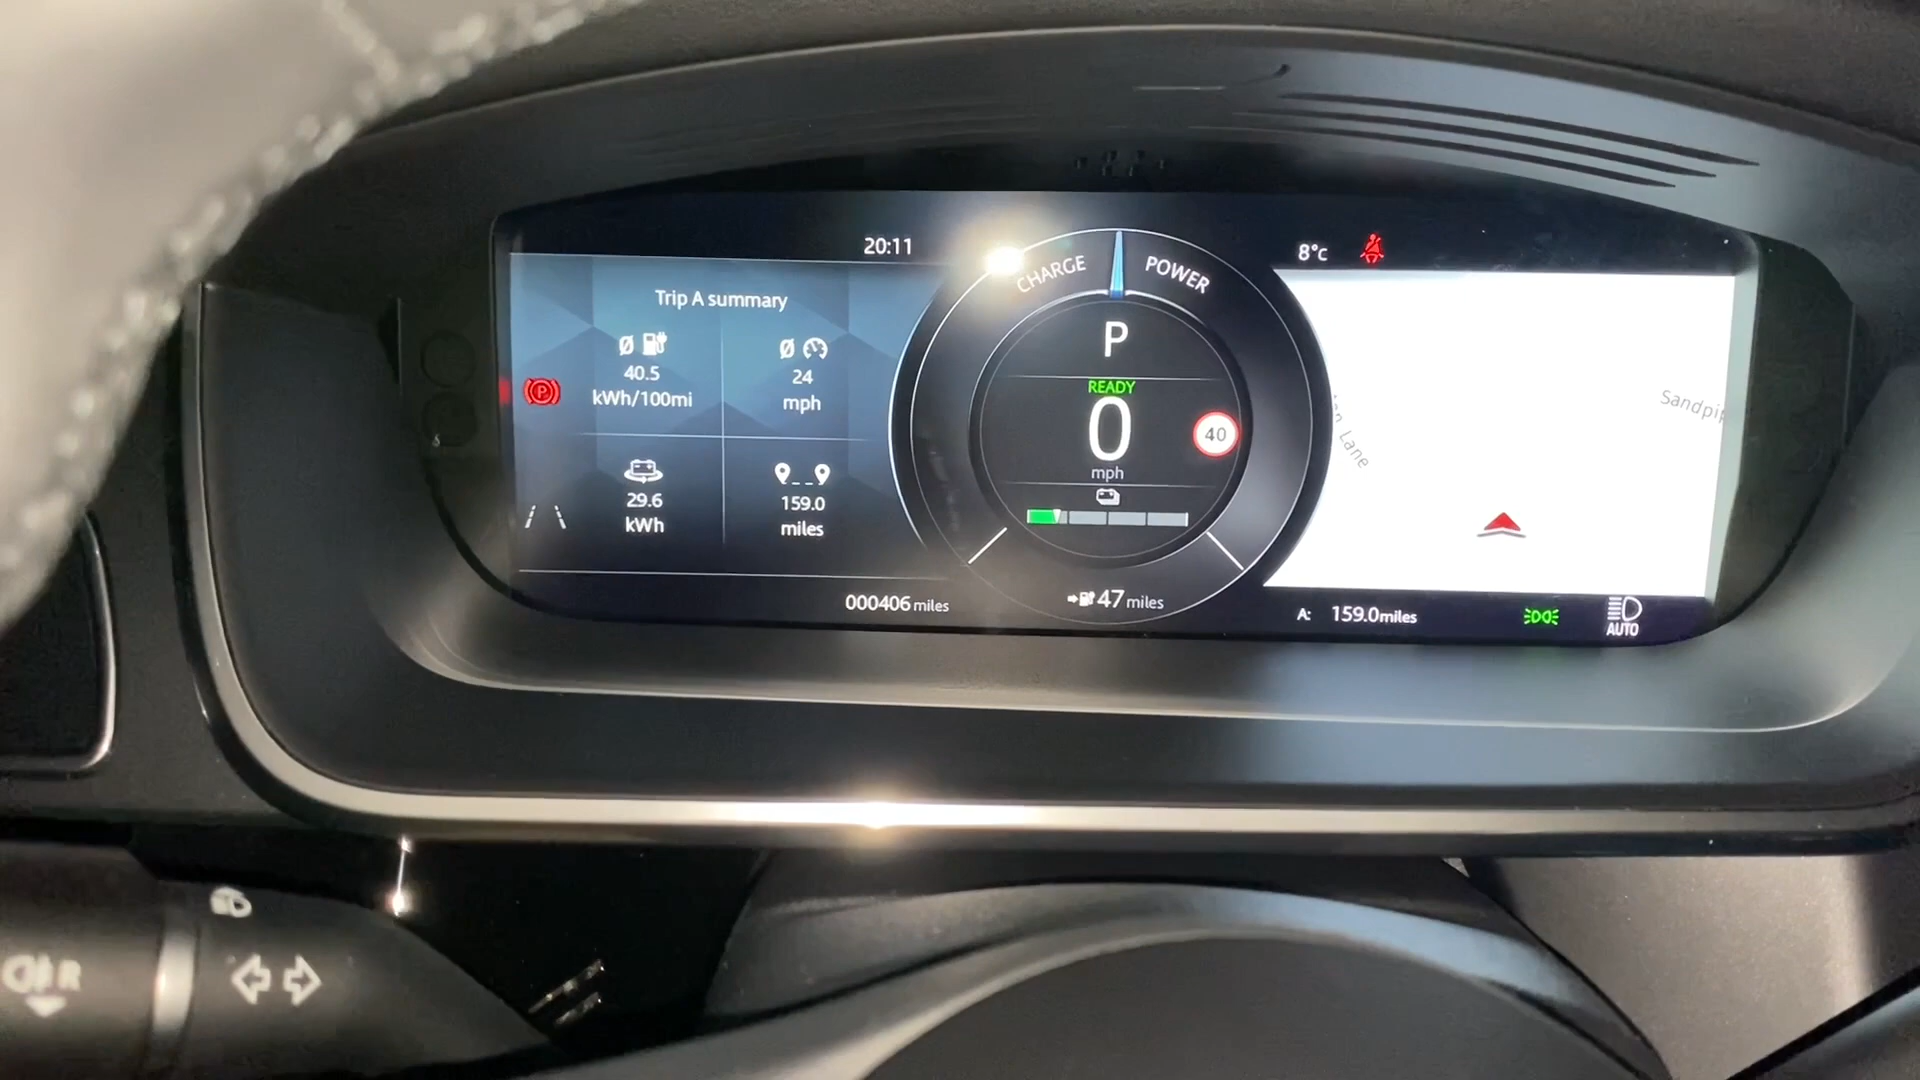 20:11
8°c
CHARGE
POWER
Trip A summary
Ø
Ø
40.5
kWh/100mi
24
mph
29.6
kWh
159.0
miles
P
READY
0
mph
40
P
Lane
000406 miles
47 miles
A: 159.0miles
AUTO
R